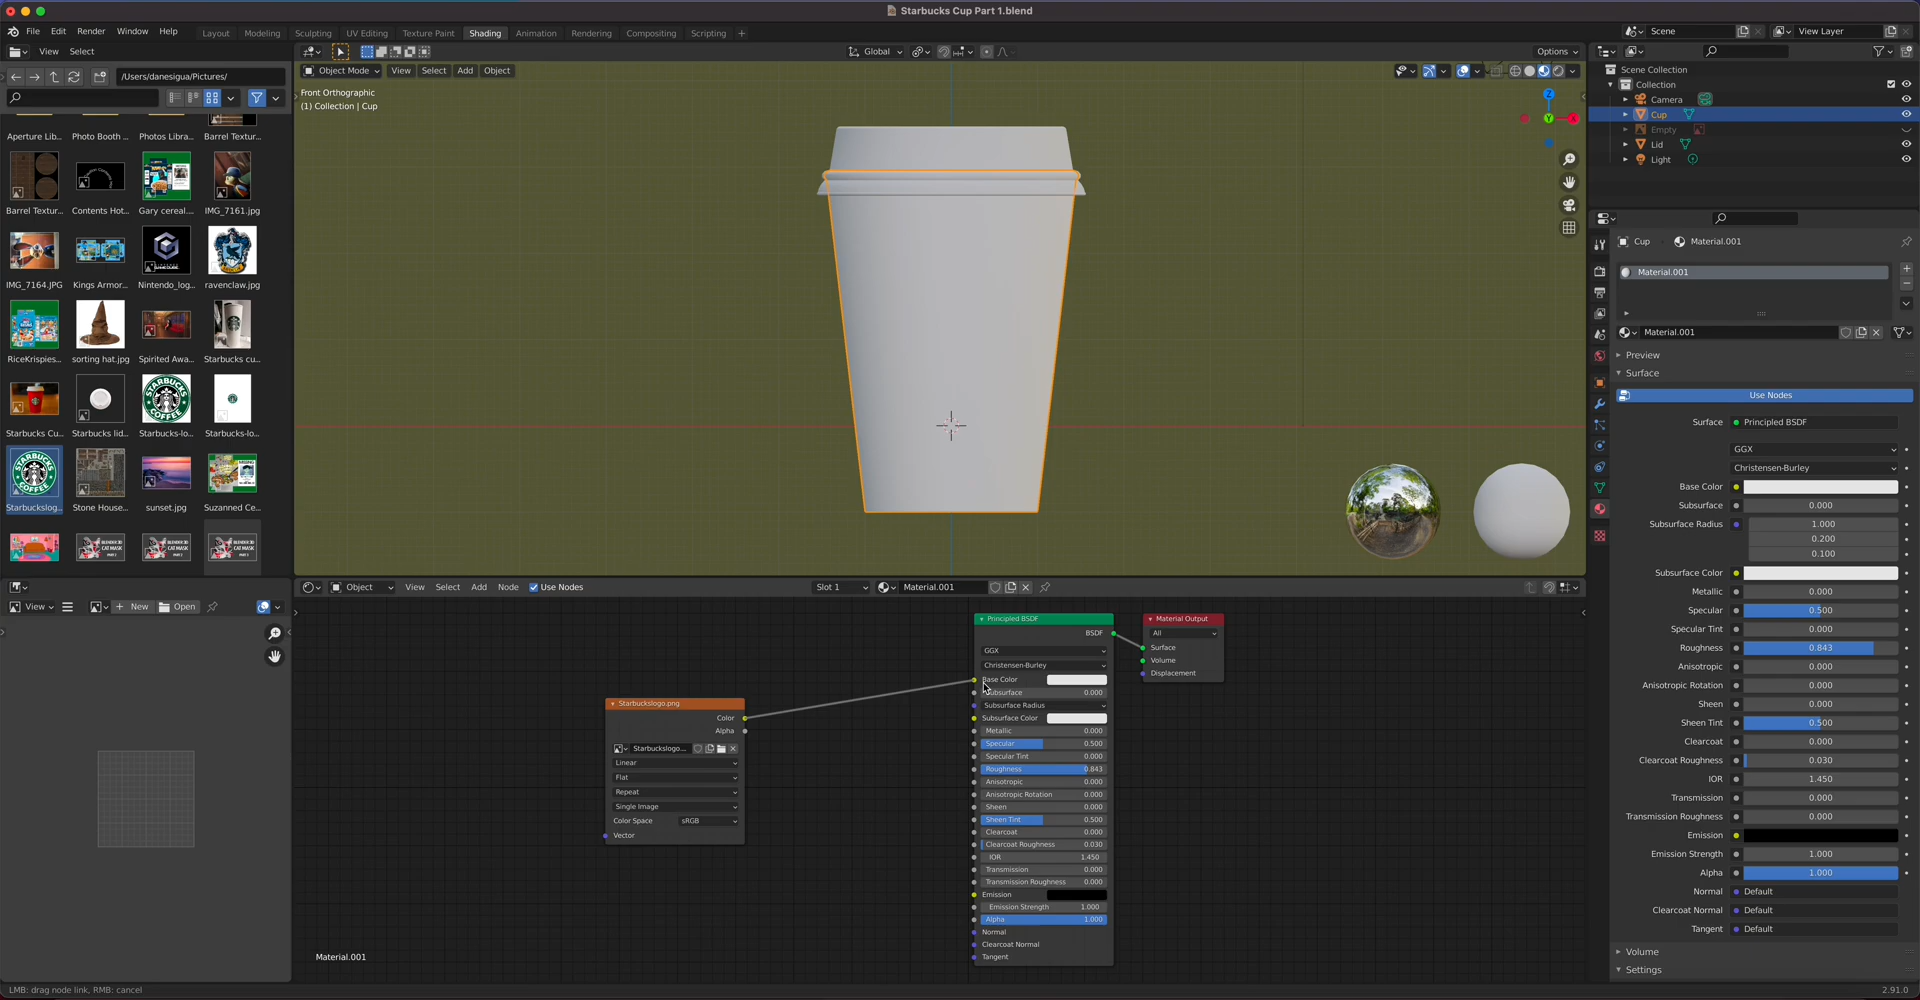 Starbucks Cup Part 1.blend
File Edit Render Window Help
Layout Modeling Sculpting UV Editing Texture Paint Shading Animation Rendering Compositing Scripting +
Scene
View Layer
View Select
Global
Options
/Users/danesigua/Pictures/
Object Mode View Select Add Object
Front Orthographic
(1) Collection | Cup
Scene Collection
Collection
Camera
Cup
Empty
Lid
Light
Aperture Lib... Photo Booth ... Photos Libra... Barrel Textur...
Barrel Textur... Contents Hot... Gary cereal.... IMG_7161.jpg
IMG_7164.JPG Kings Armor... Nintendo_log... ravenclaw.jpg
RiceKrispies... sorting hat.jpg Spirited Awa... Starbucks cu...
Starbucks Cu... Starbucks lid... Starbucks-lo... Starbucks-lo...
Starbuckslog... Stone House... sunset.jpg Suzanned Ce...
Z
Y
X
Cup
Material.001
Material.001
Material.001
Preview
Surface
Use Nodes
Surface Principled BSDF
GGX
Christensen-Burley
Base Color
Subsurface 0.000
Subsurface Radius 1.000
0.200
0.100
Subsurface Color
Metallic 0.000
Specular 0.500
Specular Tint 0.000
Roughness 0.843
Anisotropic 0.000
Anisotropic Rotation 0.000
Sheen 0.000
Sheen Tint 0.500
Clearcoat 0.000
Clearcoat Roughness 0.030
IOR 1.450
Transmission 0.000
Transmission Roughness 0.000
Emission
Emission Strength 1.000
Alpha 1.000
Normal Default
Clearcoat Normal Default
Tangent Default
Volume
Settings
View
New
Open
Object View Select Add Node Use Nodes
Slot 1
Material.001
Starbuckslogo.png
Color
Alpha
Starbuckslogo....
Linear
Flat
Repeat
Single Image
Color Space sRGB
Vector
Principled BSDF
BSDF
GGX
Christensen-Burley
Base Color
Subsurface 0.000
Subsurface Radius
Subsurface Color
Metallic 0.000
Specular 0.500
Specular Tint 0.000
Roughness 0.843
Anisotropic 0.000
Anisotropic Rotation 0.000
Sheen 0.000
Sheen Tint 0.500
Clearcoat 0.000
Clearcoat Roughness 0.030
IOR 1.450
Transmission 0.000
Transmission Roughness 0.000
Emission
Emission Strength 1.000
Alpha 1.000
Normal
Clearcoat Normal
Tangent
Material Output
All
Surface
Volume
Displacement
Material.001
LMB: drag node link, RMB: cancel
2.91.0